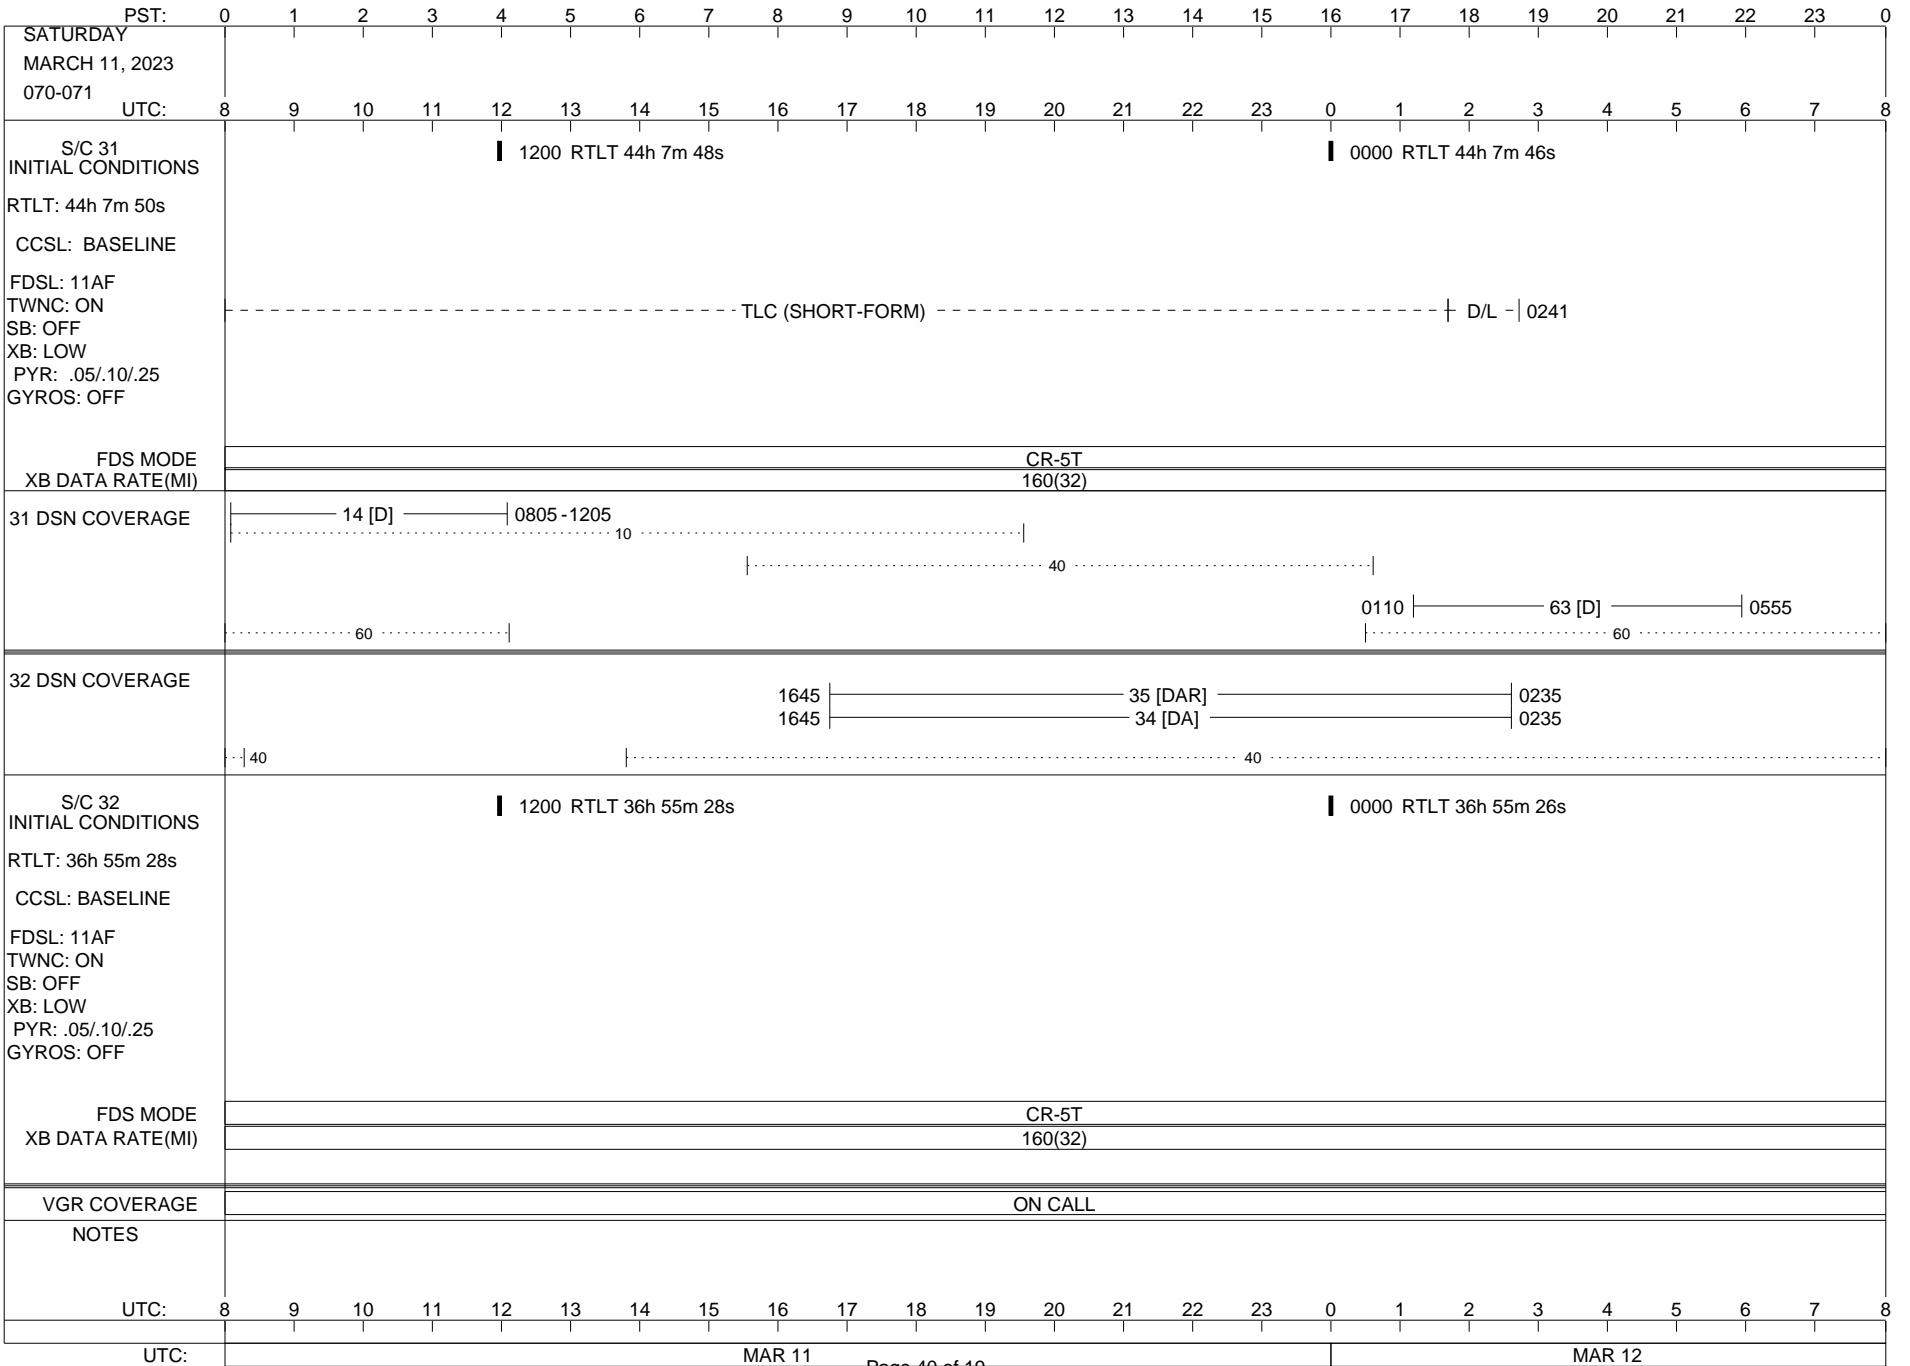 PST: 0 1 2 3 4 5 6 7 8 9 10 11 12 13 14 15 16 17 18 19 20 21 22 23 0
SATURDAY
MARCH 11, 2023
070-071
UTC: 8 9 10 11 12 13 14 15 16 17 18 19 20 21 22 23 0 1 2 3 4 5 6 7 8
S/C 31
INITIAL CONDITIONS
1200 RTLT 44h 7m 48s
0000 RTLT 44h 7m 46s
RTLT: 44h 7m 50s
CCSL: BASELINE
FDSL: 11AF
TWNC: ON
SB: OFF
XB: LOW
PYR: .05/.10/.25
GYROS: OFF
TLC (SHORT-FORM) D/L 0241
FDS MODE CR-5T
XB DATA RATE(MI) 160(32)
31 DSN COVERAGE
14 [D] 0805 -1205
10
40
0110 63 [D] 0555
60 60
32 DSN COVERAGE
1645 35 [DAR] 0235
1645 34 [DA] 0235
40 40
S/C 32
INITIAL CONDITIONS
1200 RTLT 36h 55m 28s
0000 RTLT 36h 55m 26s
RTLT: 36h 55m 28s
CCSL: BASELINE
FDSL: 11AF
TWNC: ON
SB: OFF
XB: LOW
PYR: .05/.10/.25
GYROS: OFF
FDS MODE CR-5T
XB DATA RATE(MI) 160(32)
VGR COVERAGE ON CALL
NOTES
UTC: 8 9 10 11 12 13 14 15 16 17 18 19 20 21 22 23 0 1 2 3 4 5 6 7 8
UTC: MAR 11 MAR 12
Page 40 of 19